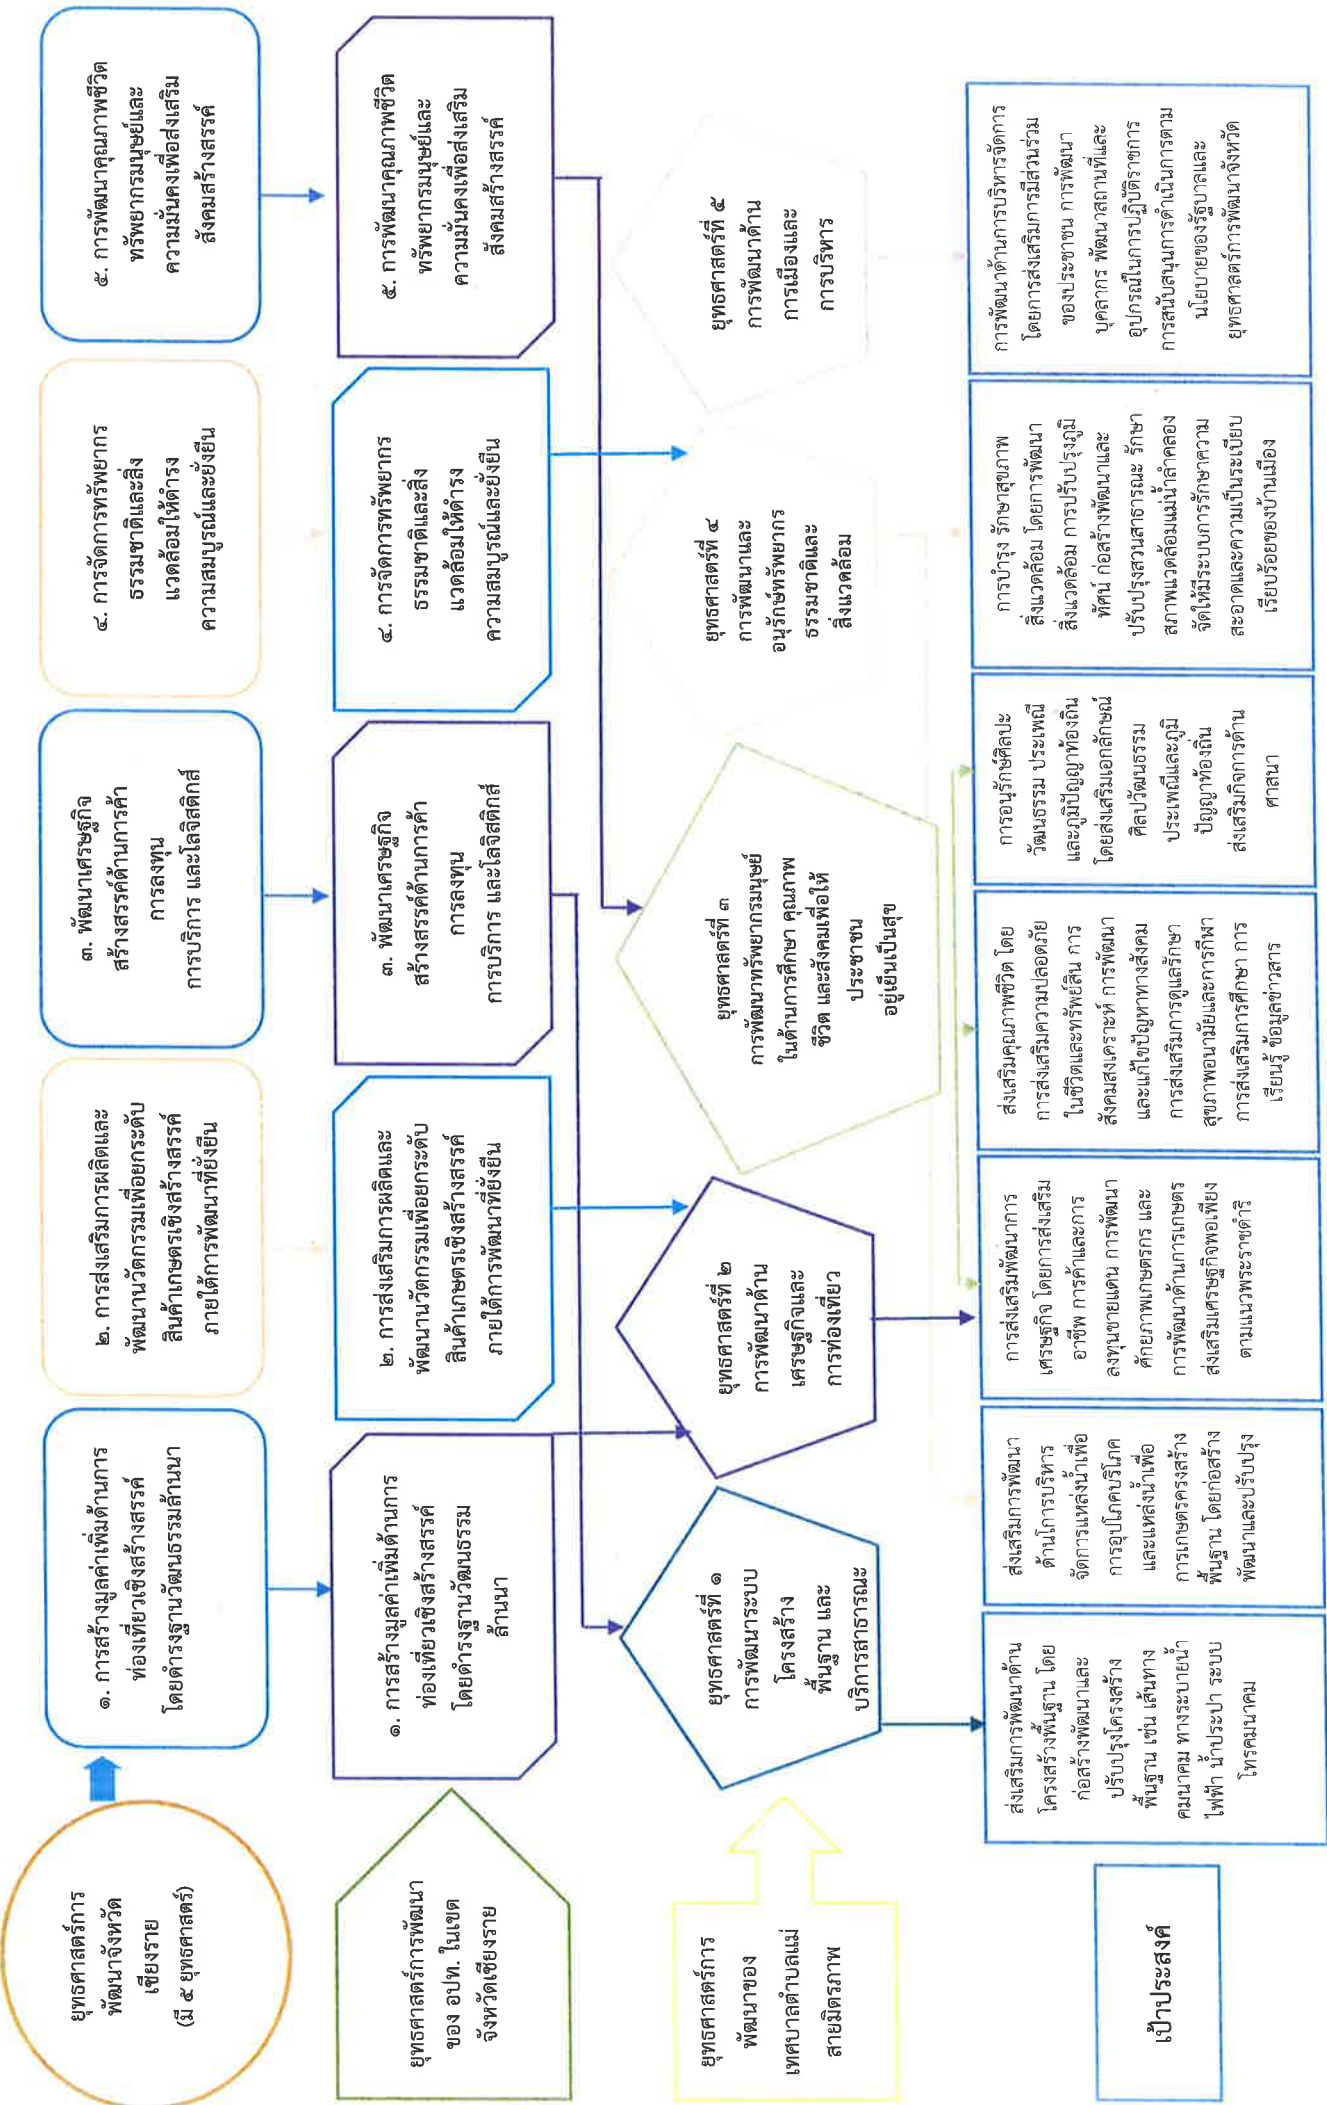 ยุทธศาสตร์การ
พัฒนาจังหวัด
เชียงราย
(มี ๕ ยุทธศาสตร์)
๑. การสร้างมูลค่าเพิ่มด้านการ
ท่องเที่ยวเชิงสร้างสรรค์
โดยดำรงฐานวัฒนธรรมล้านนา
๒. การส่งเสริมการผลิตและ
พัฒนานวัตกรรมเพื่อยกระดับ
สินค้าเกษตรเชิงสร้างสรรค์
ภายใต้การพัฒนาที่ยั่งยืน
๓. พัฒนาเศรษฐกิจ
สร้างสรรค์ด้านการค้า
การลงทุน
การบริการ และโลจิสติกส์
๔. การจัดการทรัพยากร
ธรรมชาติและสิ่ง
แวดล้อมให้ดำรง
ความสมบูรณ์และยั่งยืน
๕. การพัฒนาคุณภาพชีวิต
ทรัพยากรมนุษย์และ
ความมั่นคงเพื่อส่งเสริม
สังคมสร้างสรรค์
ยุทธศาสตร์การพัฒนา
ของ อปท. ในเขต
จังหวัดเชียงราย
๑. การสร้างมูลค่าเพิ่มด้านการ
ท่องเที่ยวเชิงสร้างสรรค์
โดยดำรงฐานวัฒนธรรม
ล้านนา
๒. การส่งเสริมการผลิตและ
พัฒนานวัตกรรมเพื่อยกระดับ
สินค้าเกษตรเชิงสร้างสรรค์
ภายใต้การพัฒนาที่ยั่งยืน
๓. พัฒนาเศรษฐกิจ
สร้างสรรค์ด้านการค้า
การลงทุน
การบริการ และโลจิสติกส์
๔. การจัดการทรัพยากร
ธรรมชาติและสิ่ง
แวดล้อมให้ดำรง
ความสมบูรณ์และยั่งยืน
๕. การพัฒนาคุณภาพชีวิต
ทรัพยากรมนุษย์และ
ความมั่นคงเพื่อส่งเสริม
สังคมสร้างสรรค์
ยุทธศาสตร์การ
พัฒนาของ
เทศบาลตำบลแม่
สายมิตรภาพ
ยุทธศาสตร์ที่ ๑
การพัฒนาระบบ
โครงสร้าง
พื้นฐาน และ
บริการสาธารณะ
ยุทธศาสตร์ที่ ๒
การพัฒนาด้าน
เศรษฐกิจและ
การท่องเที่ยว
ยุทธศาสตร์ที่ ๓
การพัฒนาทรัพยากรมนุษย์
ในด้านการศึกษา คุณภาพ
ชีวิต และสังคมเพื่อให้
ประชาชน
อยู่เย็นเป็นสุข
ยุทธศาสตร์ที่ ๔
การพัฒนาและ
อนุรักษ์ทรัพยากร
ธรรมชาติและ
สิ่งแวดล้อม
ยุทธศาสตร์ที่ ๕
การพัฒนาด้าน
การเมืองและ
การบริหาร
เป้าประสงค์
ส่งเสริมการพัฒนาด้าน
โครงสร้างพื้นฐาน โดย
ก่อสร้างพัฒนาและ
ปรับปรุงโครงสร้าง
พื้นฐาน เช่น เส้นทาง
คมนาคม ทางระบายน้ำ
ไฟฟ้า น้ำประปา ระบบ
โทรคมนาคม
ส่งเสริมการพัฒนา
ด้านโการบริหาร
จัดการแหล่งน้ำเพื่อ
การอุปโภคบริโภค
และแหล่งน้ำเพื่อ
การเกษตรครงสร้าง
พื้นฐาน โดยก่อสร้าง
พัฒนาและปรับปรุง
การส่งเสริมพัฒนาการ
เศรษฐกิจ โดยการส่งเสริม
อาชีพ การค้าและการ
ลงทุนขายแดน การพัฒนา
ศักยภาพเกษตรกร และ
การพัฒนาด้านการเกษตร
ส่งเสริมเศรษฐกิจพอเพียง
ตามแนวพระราชดำริ
ส่งเสริมคุณภาพชีวิต โดย
การส่งเสริมความปลอดภัย
ในชีวิตและทรัพย์สิน การ
สังคมสงเคราะห์ การพัฒนา
และแก้ไขปัญหาทางสังคม
การส่งเสริมการดูแลรักษา
สุขภาพอนามัยและการกีฬา
การส่งเสริมการศึกษา การ
เรียนรู้ ข้อมูลข่าวสาร
การอนุรักษ์ศิลปะ
วัฒนธรรม ประเพณี
และภูมิปัญญาท้องถิ่น
โดยส่งเสริมเอกลักษณ์
ศิลปวัฒนธรรม
ประเพณีและภูมิ
ปัญญาท้องถิ่น
ส่งเสริมกิจการด้าน
ศาสนา
การบำรุง รักษาสุขภาพ
สิ่งแวดล้อม โดยการพัฒนา
สิ่งแวดล้อม การปรับปรุงภูมิ
ทัศน์ ก่อสร้างพัฒนาและ
ปรับปรุงสวนสาธารณะ รักษา
สภาพแวดล้อมแม่น้ำลำคลอง
จัดให้มีระบบการรักษาความ
สะอาดและความเป็นระเบียบ
เรียบร้อยของบ้านเมือง
การพัฒนาด้านการบริหารจัดการ
โดยการส่งเสริมการมีส่วนร่วม
ของประชาชน การพัฒนา
บุคลากร พัฒนาสถานที่และ
อุปกรณ์ในการปฏิบัติราชการ
การสนับสนุนการดำเนินการตาม
นโยบายของรัฐบาลและ
ยุทธศาสตร์การพัฒนาจังหวัด